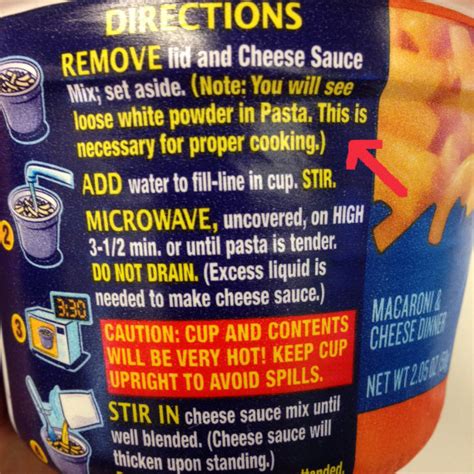 DIRECTIONS
REMOVE lid and Cheese Sauce
Mix; set aside. (Note: You will see
loose white powder in Pasta. This is
necessary for proper cooking.)
ADD water to fill-line in cup. STIR.
2
MICROWAVE, uncovered, on HIGH
3-1/2 min. or until pasta is tender.
DO NOT DRAIN. (Excess liquid is
needed to make cheese sauce.)
3:30
3
CAUTION: CUP AND CONTENTS
WILL BE VERY HOT! KEEP CUP
UPRIGHT TO AVOID SPILLS.
STIR IN cheese sauce mix until
well blended. (Cheese sauce will
thicken upon standing.)
MACARONI &
CHEESE DINNER
NET WT 2.05 OZ